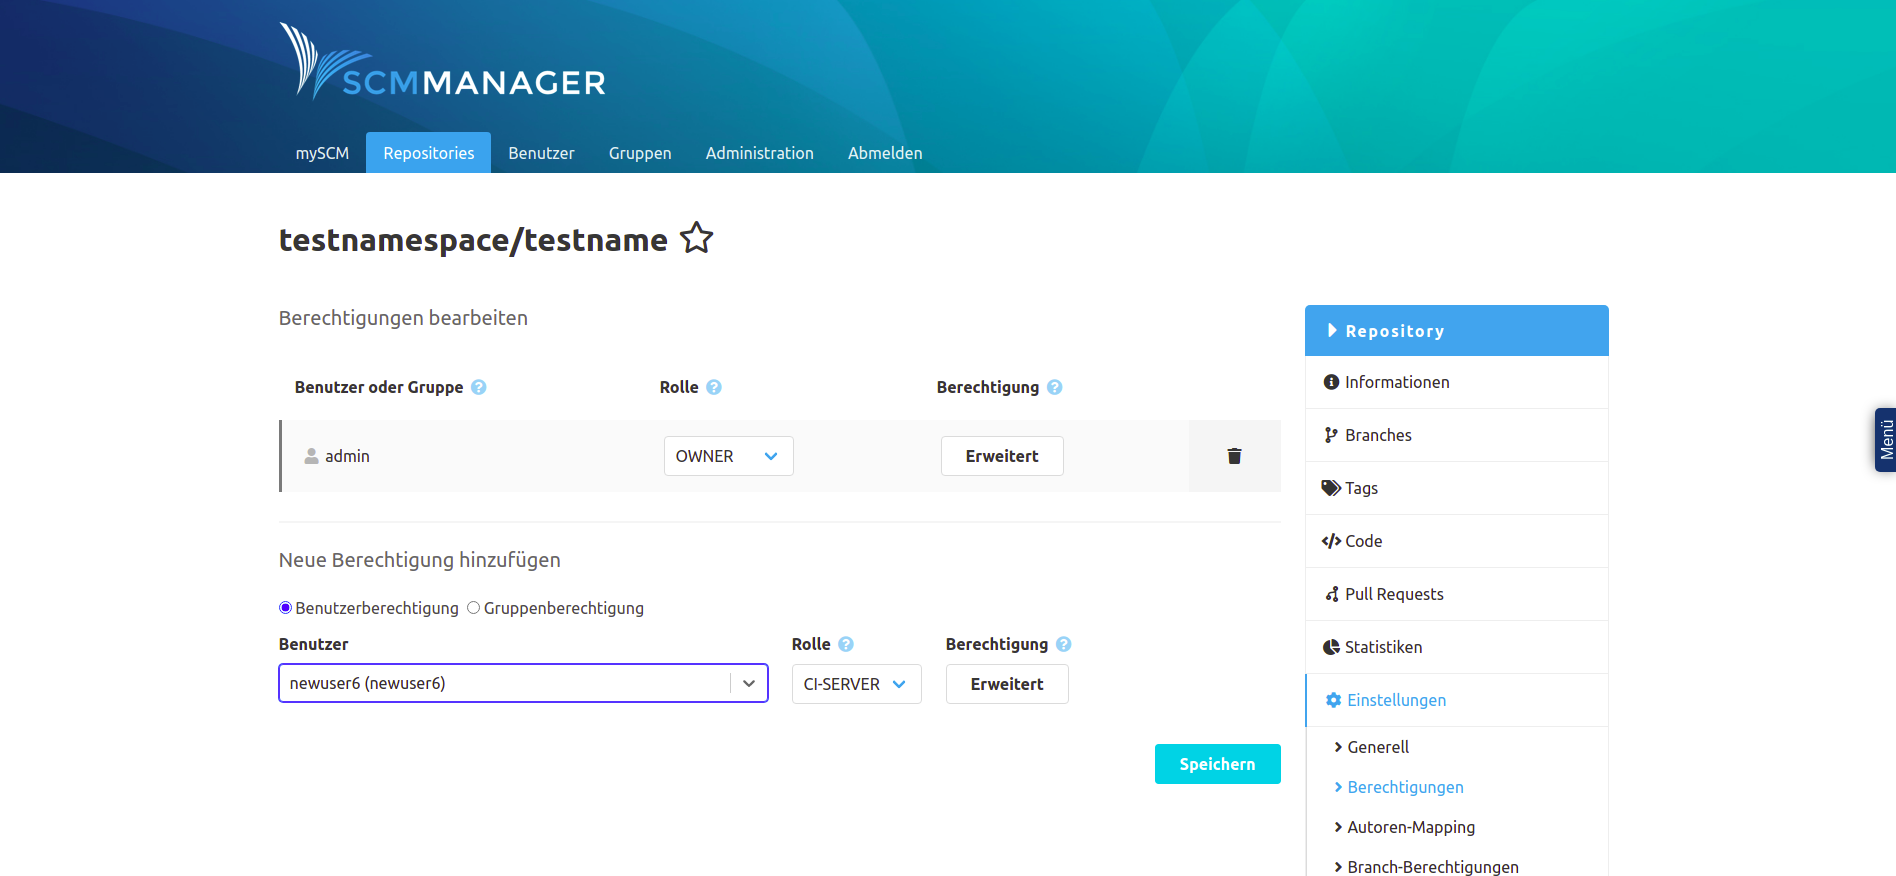 SCMMANAGER
mySCM Repositories Benutzer Gruppen Administration Abmelden
testnamespace/testname
Berechtigungen bearbeiten
Benutzer oder Gruppe ? Rolle ? Berechtigung ?
admin OWNER Erweitert
Neue Berechtigung hinzufügen
Benutzerberechtigung Gruppenberechtigung
Benutzer Rolle ? Berechtigung ?
newuser6 (newuser6) CI-SERVER Erweitert
Speichern
Repository
Informationen
Branches
Tags
Code
Pull Requests
Statistiken
Einstellungen
Generell
Berechtigungen
Autoren-Mapping
Branch-Berechtigungen
Menü